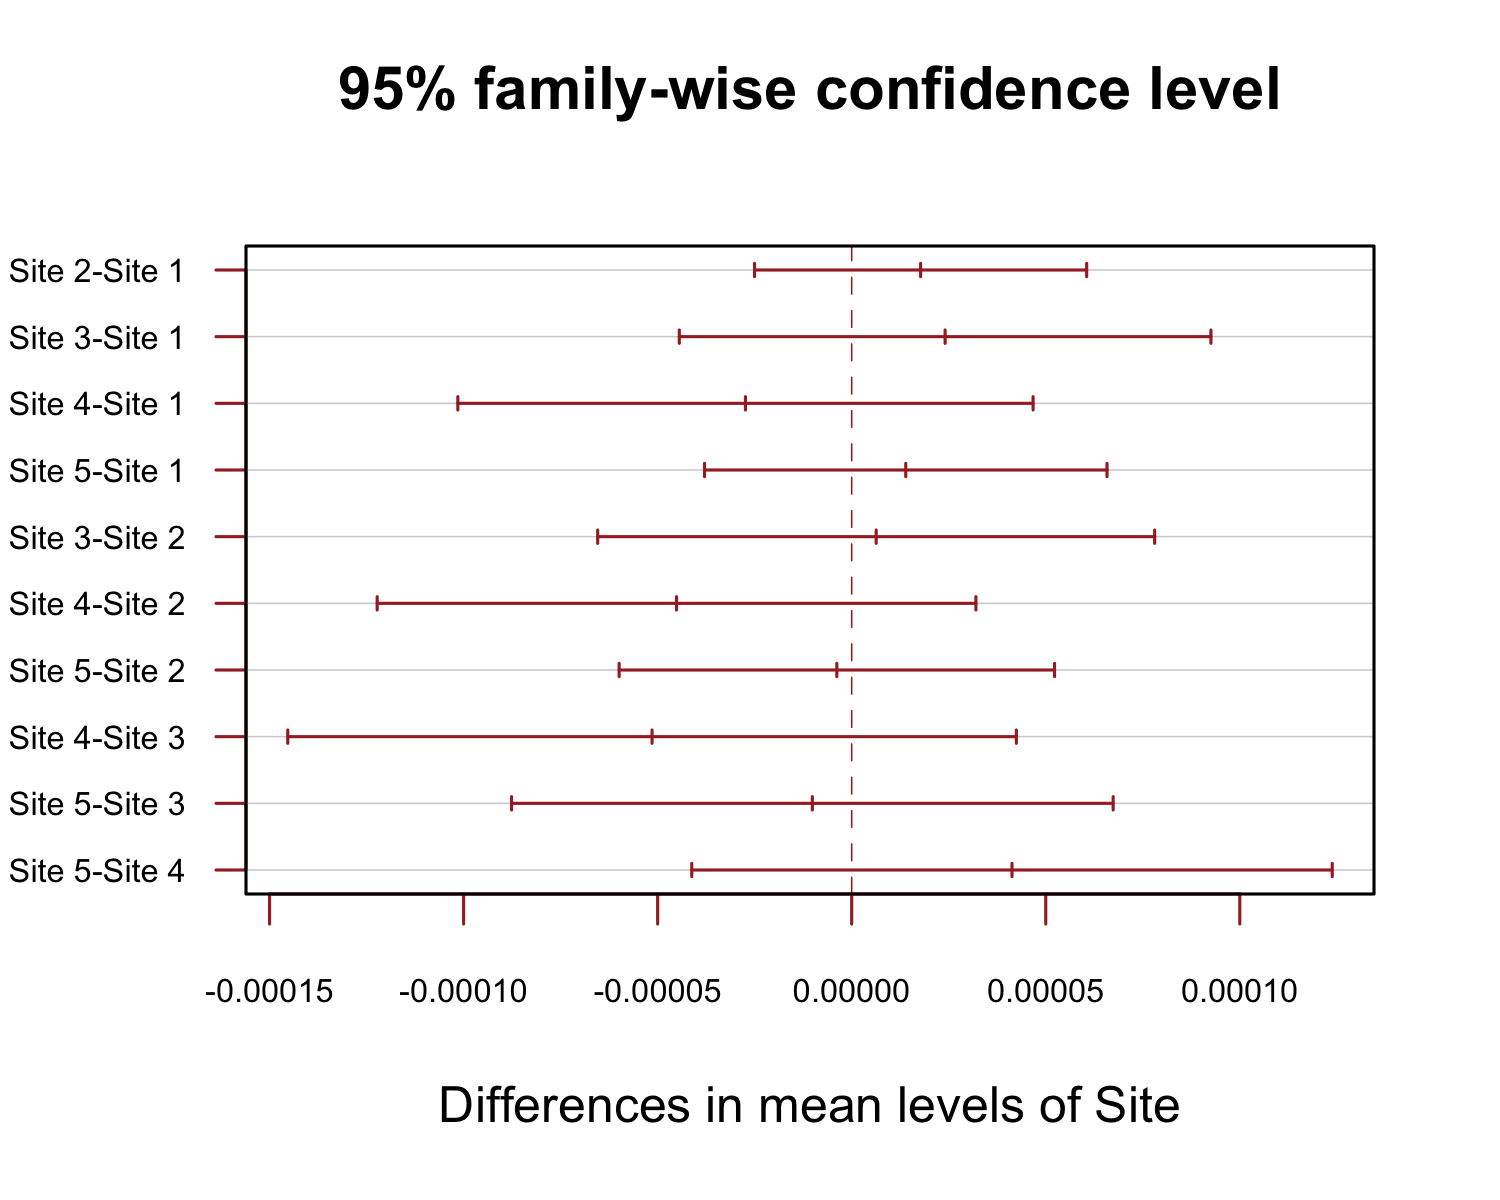 95% family-wise confidence level
Site 2-Site 1
Site 3-Site 1
Site 4-Site 1
Site 5-Site 1
Site 3-Site 2
Site 4-Site 2
Site 5-Site 2
Site 4-Site 3
Site 5-Site 3
Site 5-Site 4
-0.00015 -0.00010 -0.00005 0.00000 0.00005 0.00010
Differences in mean levels of Site